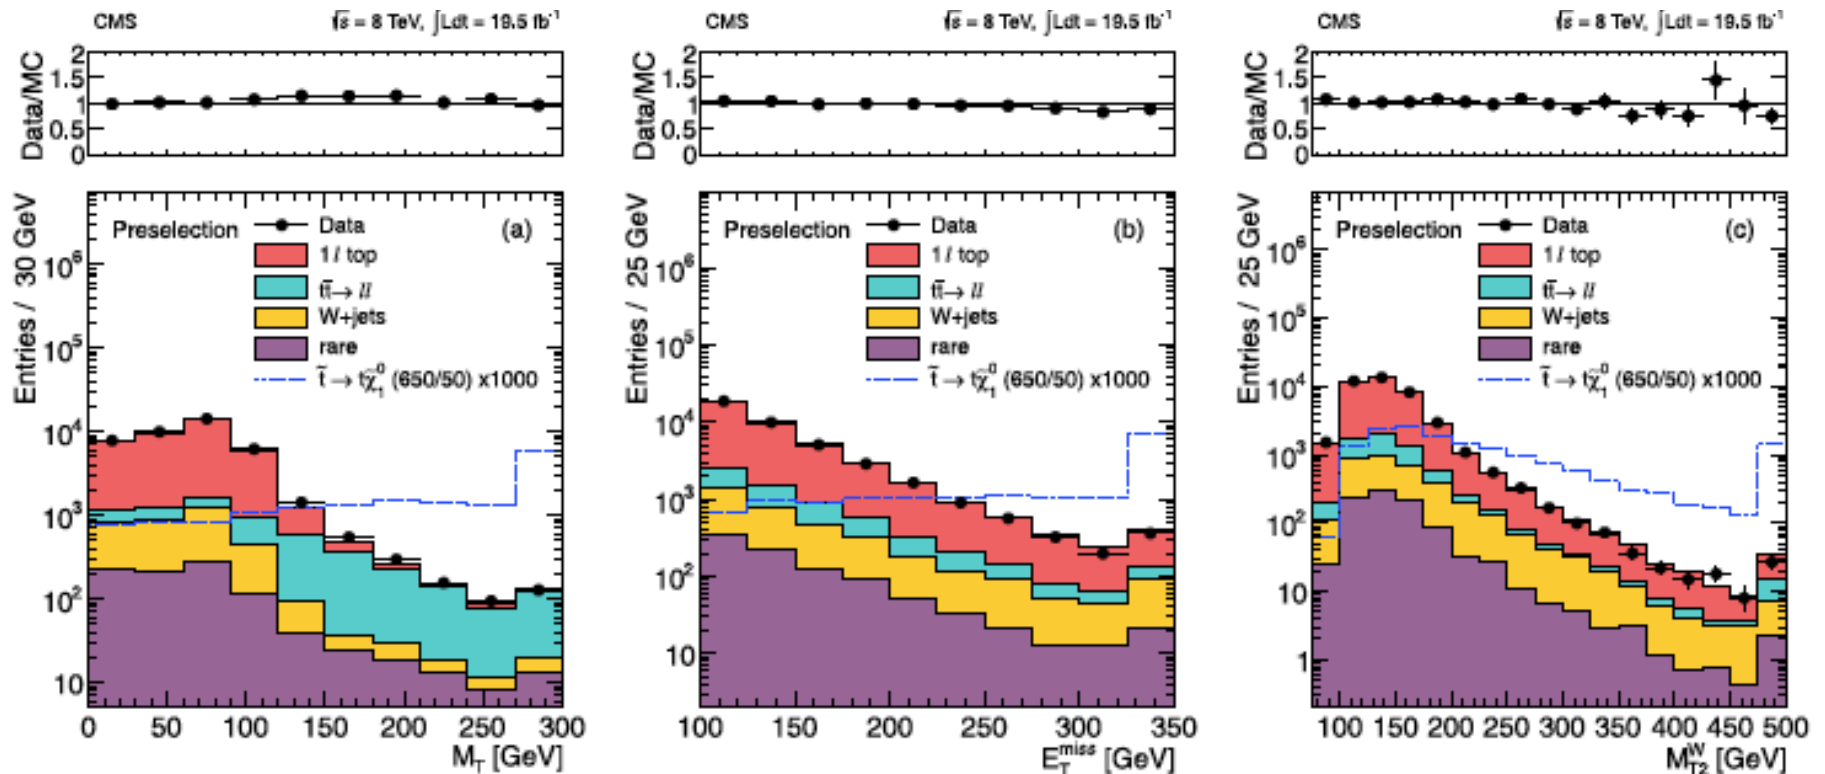 CMS √s = 8 TeV, ∫Ldt = 19.5 fb⁻¹
Data/MC
2
1.5
1
0.5
0
Entries / 30 GeV
Preselection (a)
Data
1 l top
tt̄→ ll
W+jets
rare
t̃ → tχ̃₁⁰ (650/50) x1000
10⁶
10⁵
10⁴
10³
10²
10
0 50 100 150 200 250 300
M_T [GeV]
CMS √s = 8 TeV, ∫Ldt = 19.5 fb⁻¹
Data/MC
2
1.5
1
0.5
0
Entries / 25 GeV
Preselection (b)
Data
1 l top
tt̄→ ll
W+jets
rare
t̃ → tχ̃₁⁰ (650/50) x1000
10⁶
10⁵
10⁴
10³
10²
10
100 150 200 250 300 350
E_T^miss [GeV]
CMS √s = 8 TeV, ∫Ldt = 19.5 fb⁻¹
Data/MC
2
1.5
1
0.5
0
Entries / 25 GeV
Preselection (c)
Data
1 l top
tt̄→ ll
W+jets
rare
t̃ → tχ̃₁⁰ (650/50) x1000
10⁶
10⁵
10⁴
10³
10²
10
1
100 150 200 250 300 350 400 450 500
M_T2^W [GeV]